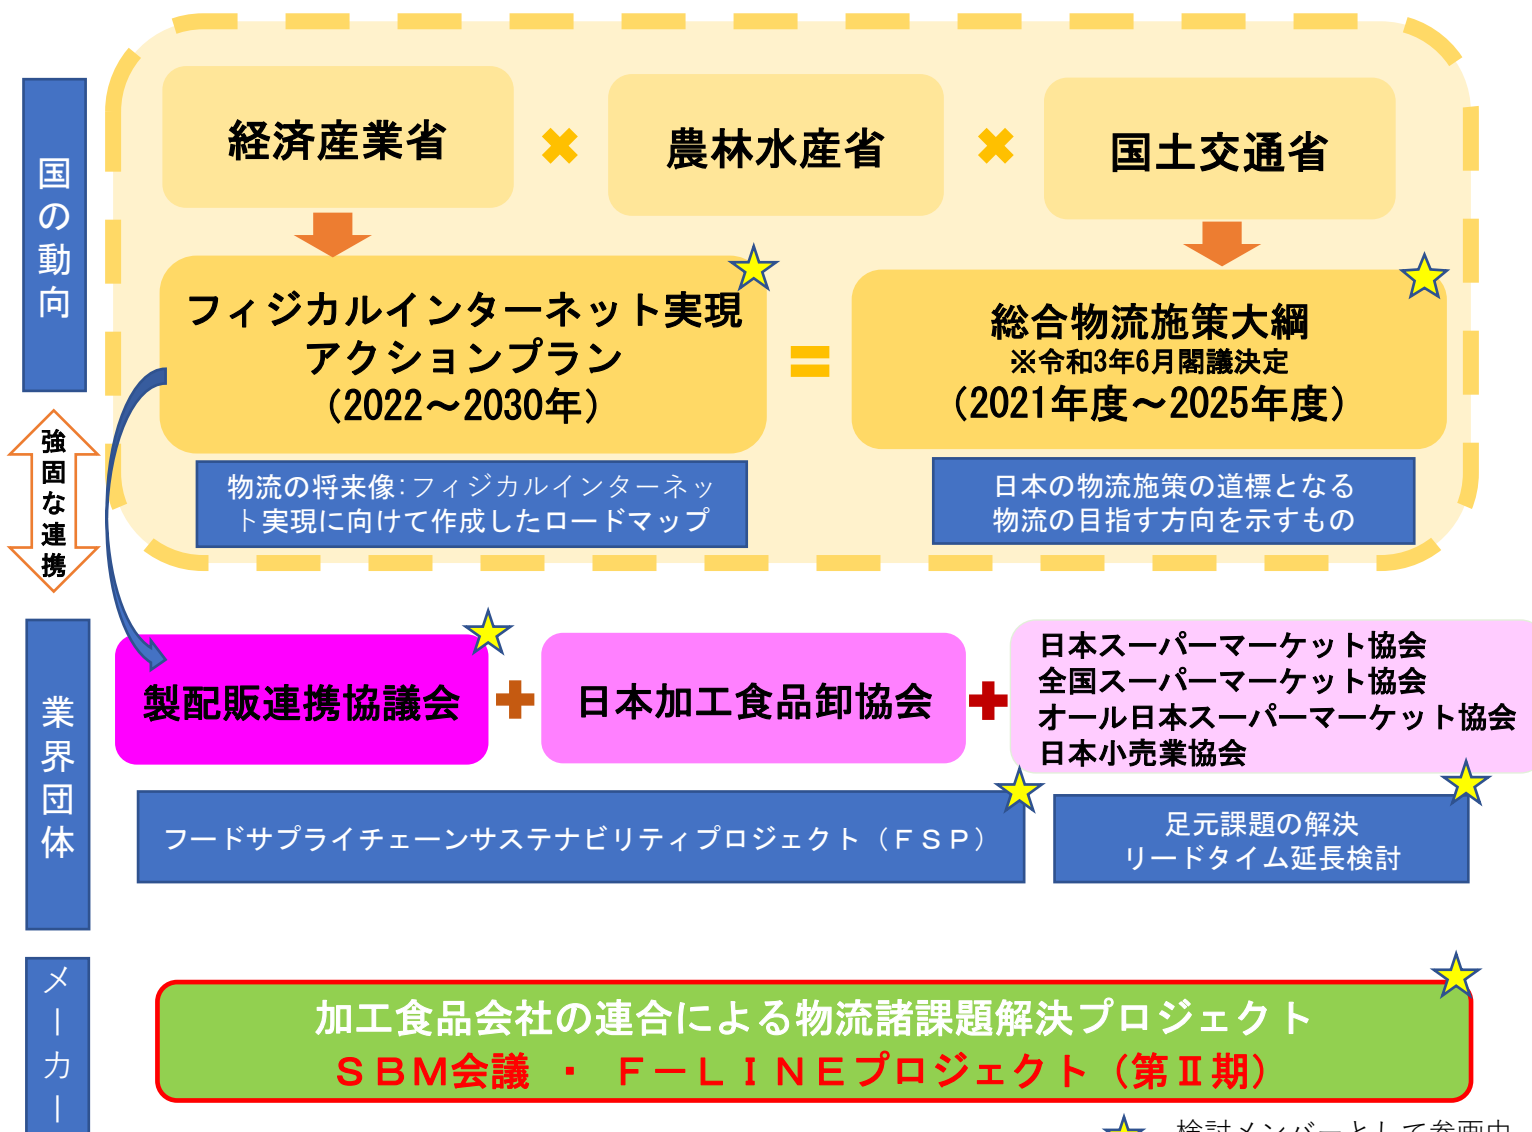 国の動向
経済産業省
農林水産省
国土交通省
フィジカルインターネット実現
アクションプラン
(2022～2030年)
総合物流施策大綱
※令和3年6月閣議決定
(2021年度～2025年度)
物流の将来像:フィジカルインターネッ
ト実現に向けて作成したロードマップ
日本の物流施策の道標となる
物流の目指す方向を示すもの
強固な連携
業界団体
製配販連携協議会
日本加工食品卸協会
日本スーパーマーケット協会
全国スーパーマーケット協会
オール日本スーパーマーケット協会
日本小売業協会
フードサプライチェーンサステナビリティプロジェクト（ＦＳＰ）
足元課題の解決
リードタイム延長検討
メーカー
加工食品会社の連合による物流諸課題解決プロジェクト
ＳＢＭ会議 ・ Ｆ－ＬＩＮＥプロジェクト（第Ⅱ期）
検討メンバーとして参画中